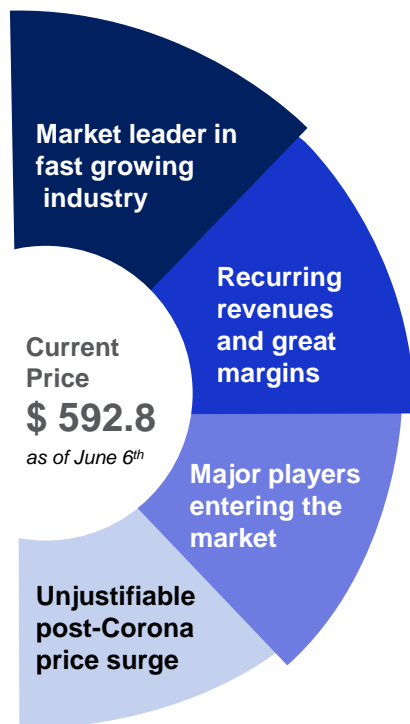 Market leader in
fast growing
industry
Recurring
revenues
and great
margins
Current
Price
$ 592.8
as of June 6th
Major players
entering the
market
Unjustifiable
post-Corona
price surge